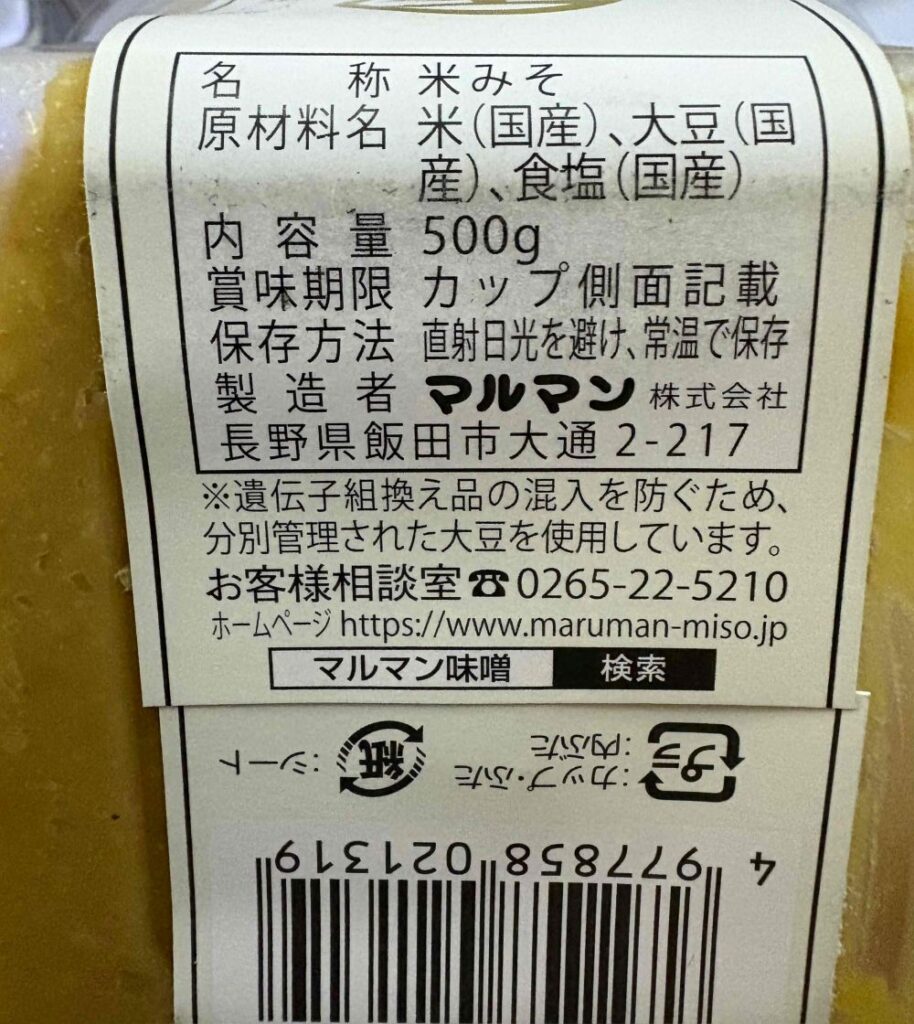 名称 米みそ
原材料名 米(国産)、大豆(国
産)、食塩(国産)
内容量 500g
賞味期限 カップ側面記載
保存方法 直射日光を避け、常温で保存
製造者 マルマン 株式会社
長野県飯田市大通2-217
※遺伝子組換え品の混入を防ぐため、
分別管理された大豆を使用しています。
お客様相談室☎0265-22-5210
ホームページ https://www.maruman-miso.jp
マルマン味噌 検索
プラ :カップ・ふた
:内ぶた
紙 :シート
4 977858 021319